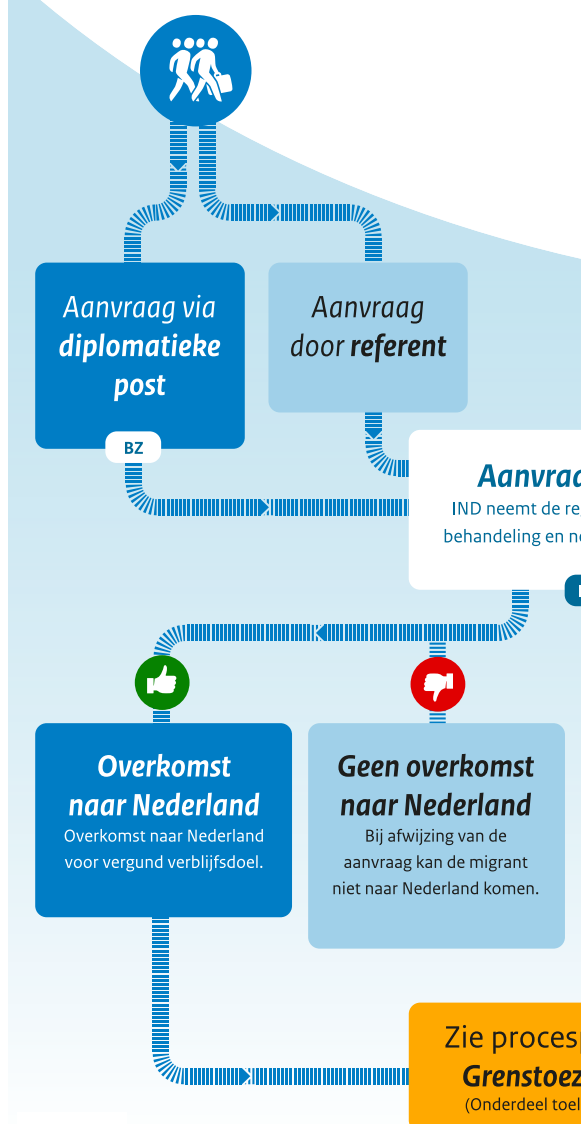 Aanvraag via
diplomatieke
post
BZ
Aanvraag
door referent
IND neemt de
behandeling en
Overkomst
naar Nederland
Overkomst naar Nederland
voor vergund verblijfsdoel.
Geen overkomst
naar Nederland
Bij afwijzing van de
aanvraag kan de migrant
niet naar Nederland komen.
Zie
(Onderdeel